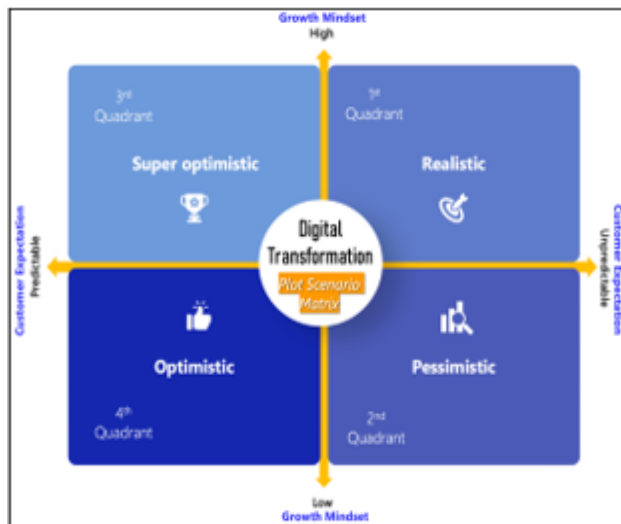 Growth Mindset
High
3rd
Quadrant
1st
Quadrant
Super optimistic
Realistic
Customer Expectation
Predictable
Digital
Transformation
Plot Scenario
Matrix
Unpredictable
Customer Expectation
Optimistic
Pessimistic
4th
Quadrant
2nd
Quadrant
Low
Growth Mindset